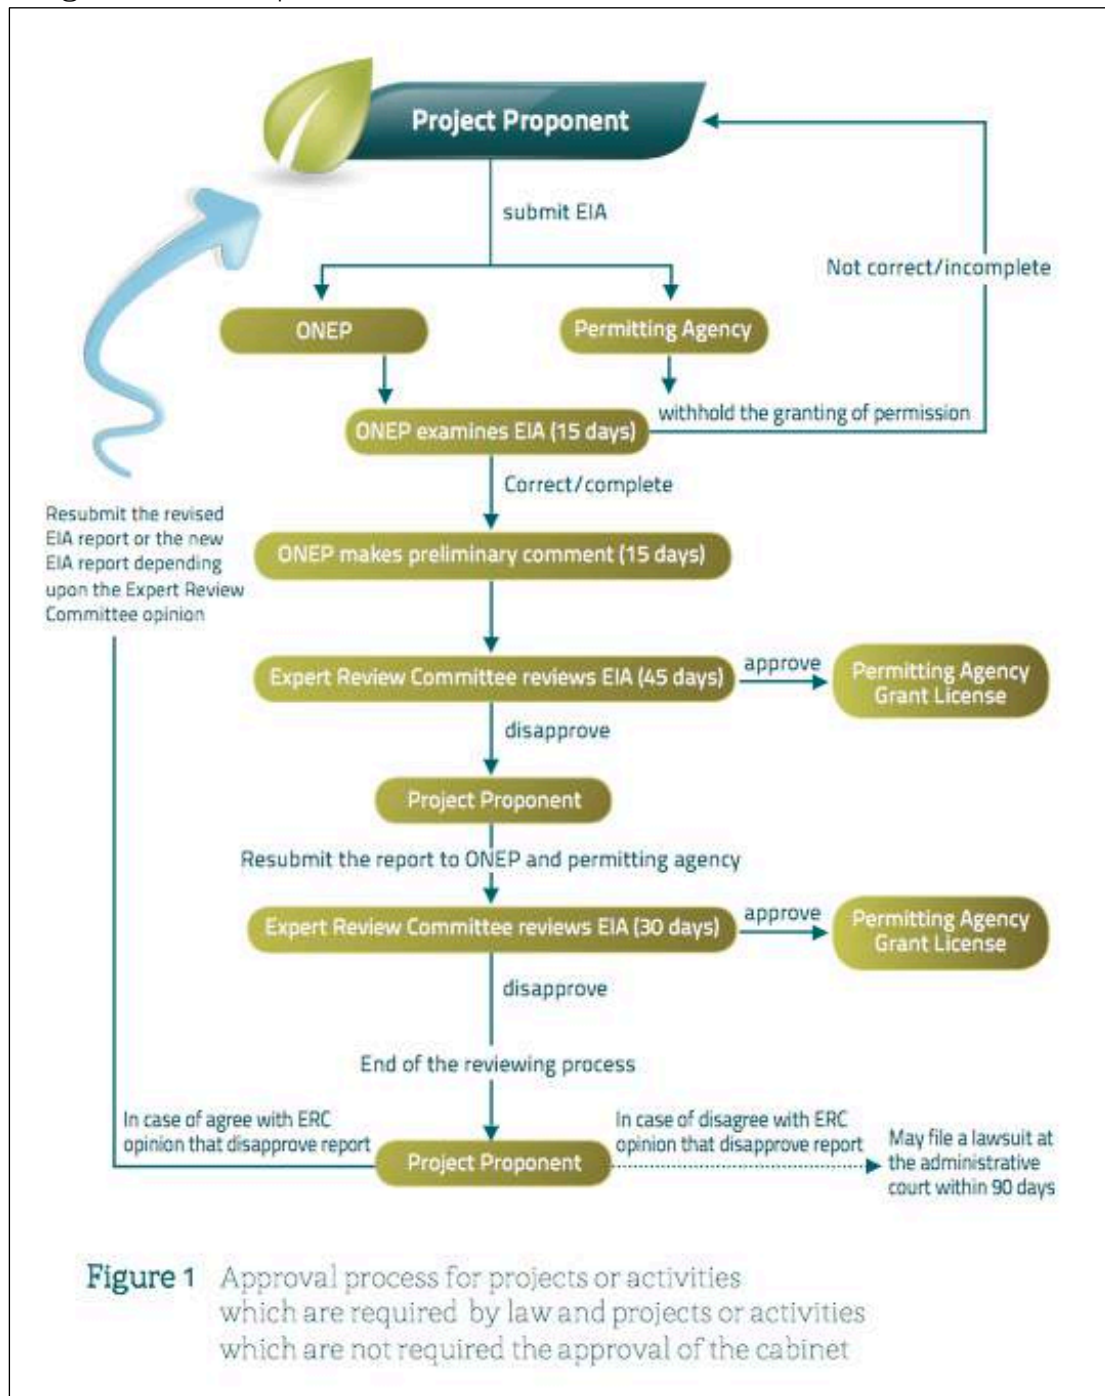 Project Proponent
submit EIA
Not correct/incomplete
ONEP
Permitting Agency
withhold the granting of permission
ONEP examines EIA (15 days)
Correct/complete
Resubmit the revised
EIA report or the new
EIA report depending
upon the Expert Review
Committee opinion
ONEP makes preliminary comment (15 days)
Expert Review Committee reviews EIA (45 days)
approve
Permitting Agency
Grant License
disapprove
Project Proponent
Resubmit the report to ONEP and permitting agency
Expert Review Committee reviews EIA (30 days)
approve
Permitting Agency
Grant License
disapprove
End of the reviewing process
In case of agree with ERC
opinion that disapprove report
Project Proponent
In case of disagree with ERC
opinion that disapprove report
May file a lawsuit at
the administrative
court within 90 days
Figure 1 Approval process for projects or activities
which are required by law and projects or activities
which are not required the approval of the cabinet